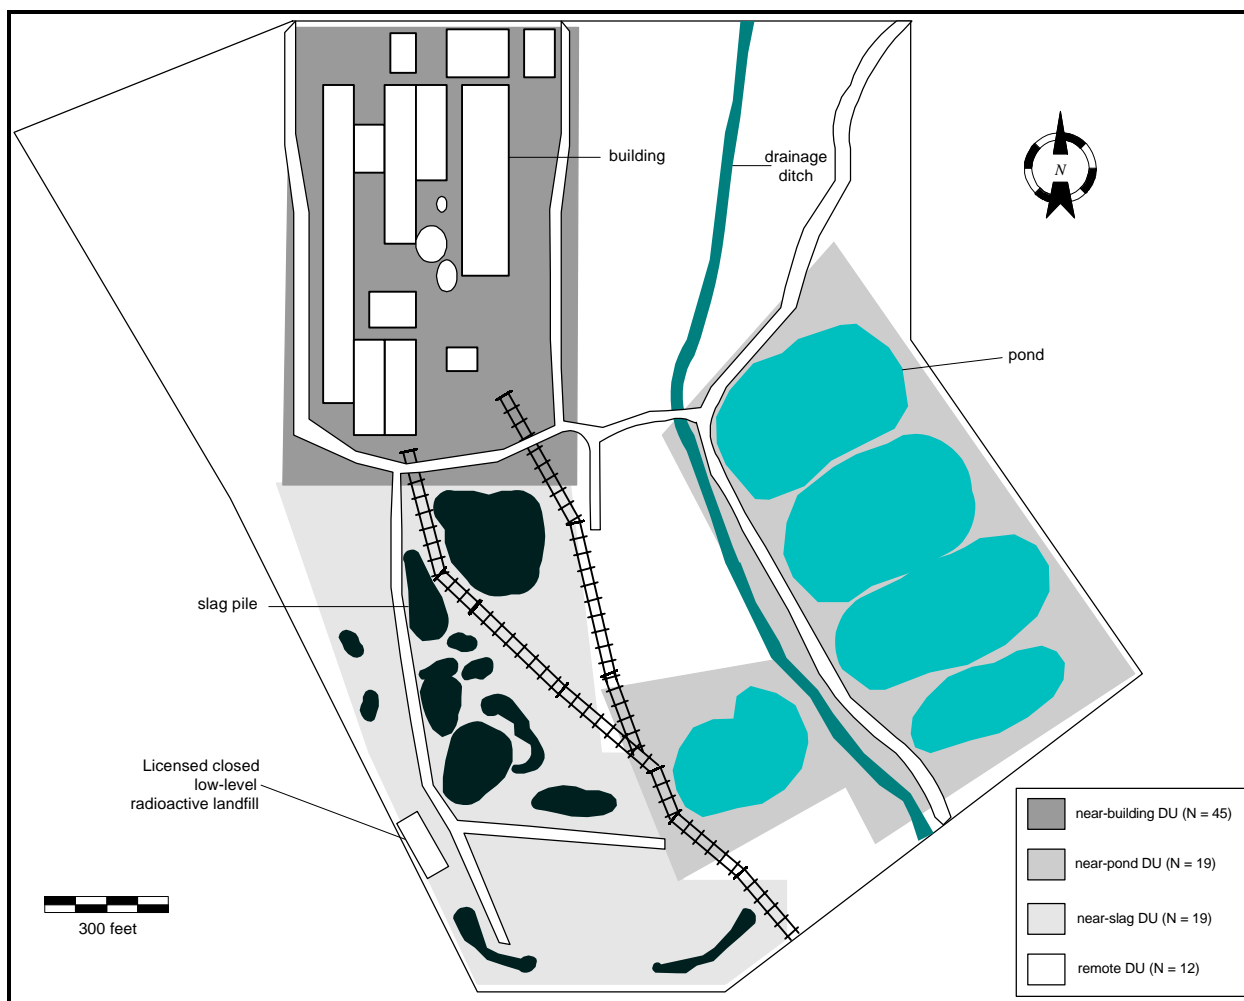 building
drainage
ditch
N
pond
slag pile
Licensed closed
low-level
radioactive landfill
300 feet
near-building DU (N = 45)
near-pond DU (N = 19)
near-slag DU (N = 19)
remote DU (N = 12)